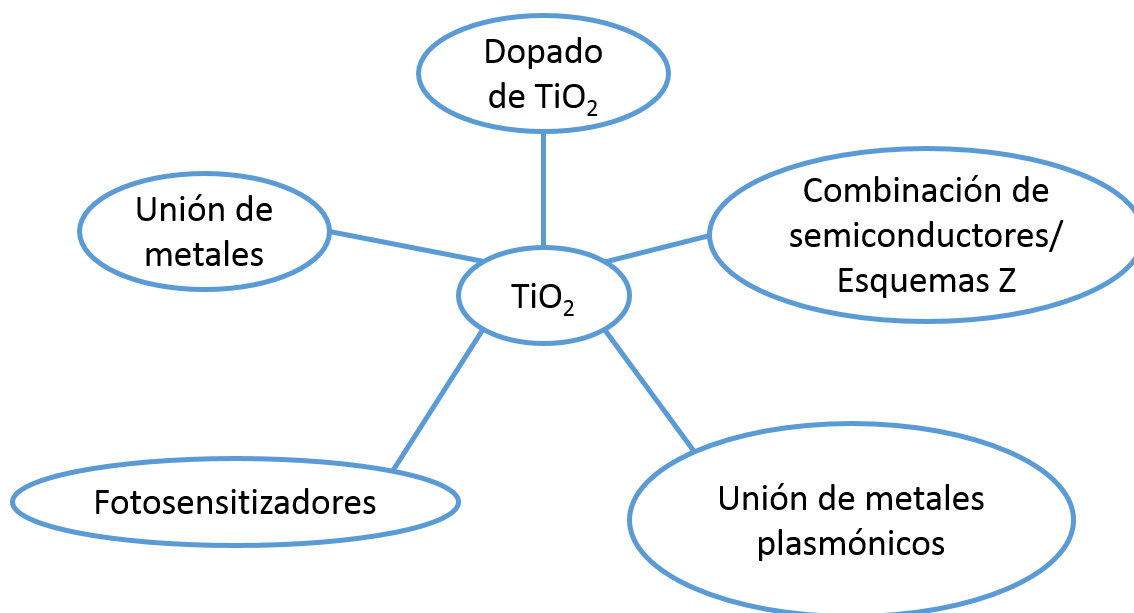 Dopado
de TiO₂
Unión de
metales
Combinación de
semiconductores/
Esquemas Z
TiO₂
Fotosensitizadores
Unión de metales
plasmónicos